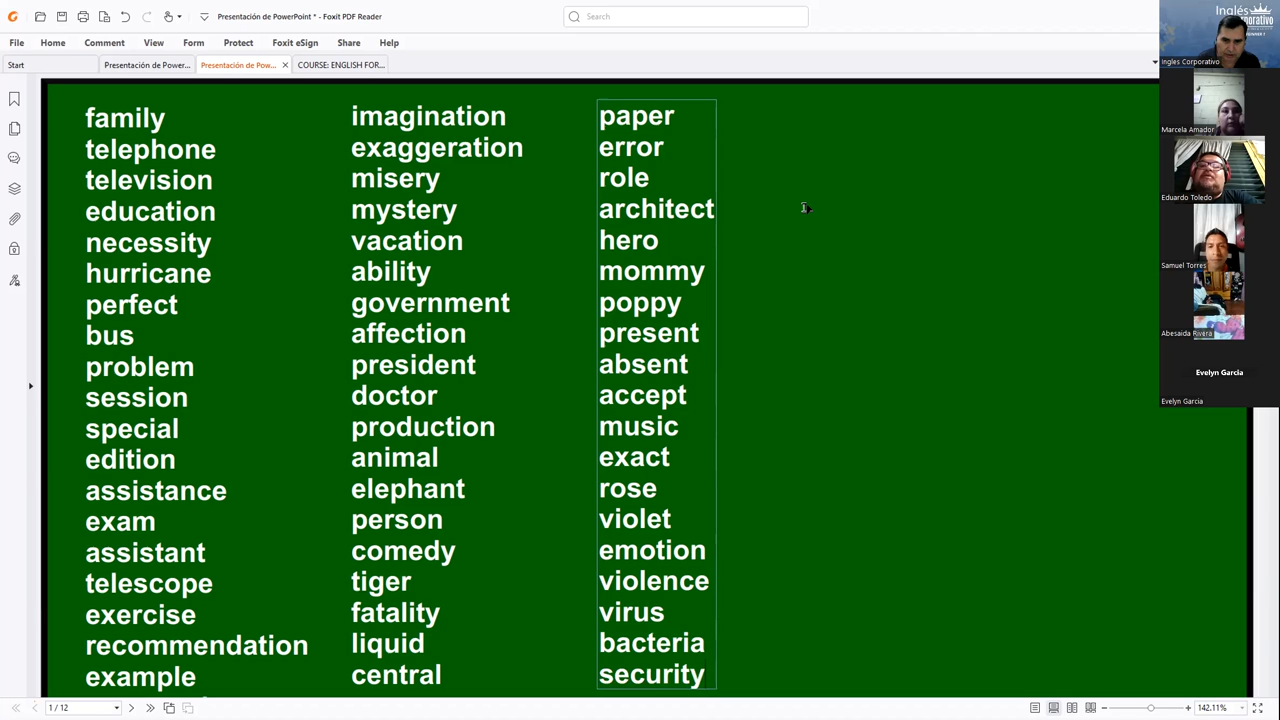 Presentación de PowerPoint * - Foxit PDF Reader
Search
File Home Comment View Form Protect Foxit eSign Share Help
Start
Presentación de Power...
Presentación de Pow...
COURSE: ENGLISH FOR...
family
telephone
television
education
necessity
hurricane
perfect
bus
problem
session
special
edition
assistance
exam
assistant
telescope
exercise
recommendation
example
imagination
exaggeration
misery
mystery
vacation
ability
government
affection
president
doctor
production
animal
elephant
person
comedy
tiger
fatality
liquid
central
paper
error
role
architect
hero
mommy
poppy
present
absent
accept
music
exact
rose
violet
emotion
violence
virus
bacteria
security
Inglés
Ingles Corporativo
Marcela Amador
Eduardo Toledo
Samuel Torres
Abesaida Rivera
Evelyn Garcia
Evelyn Garcia
1 / 12
142.11%